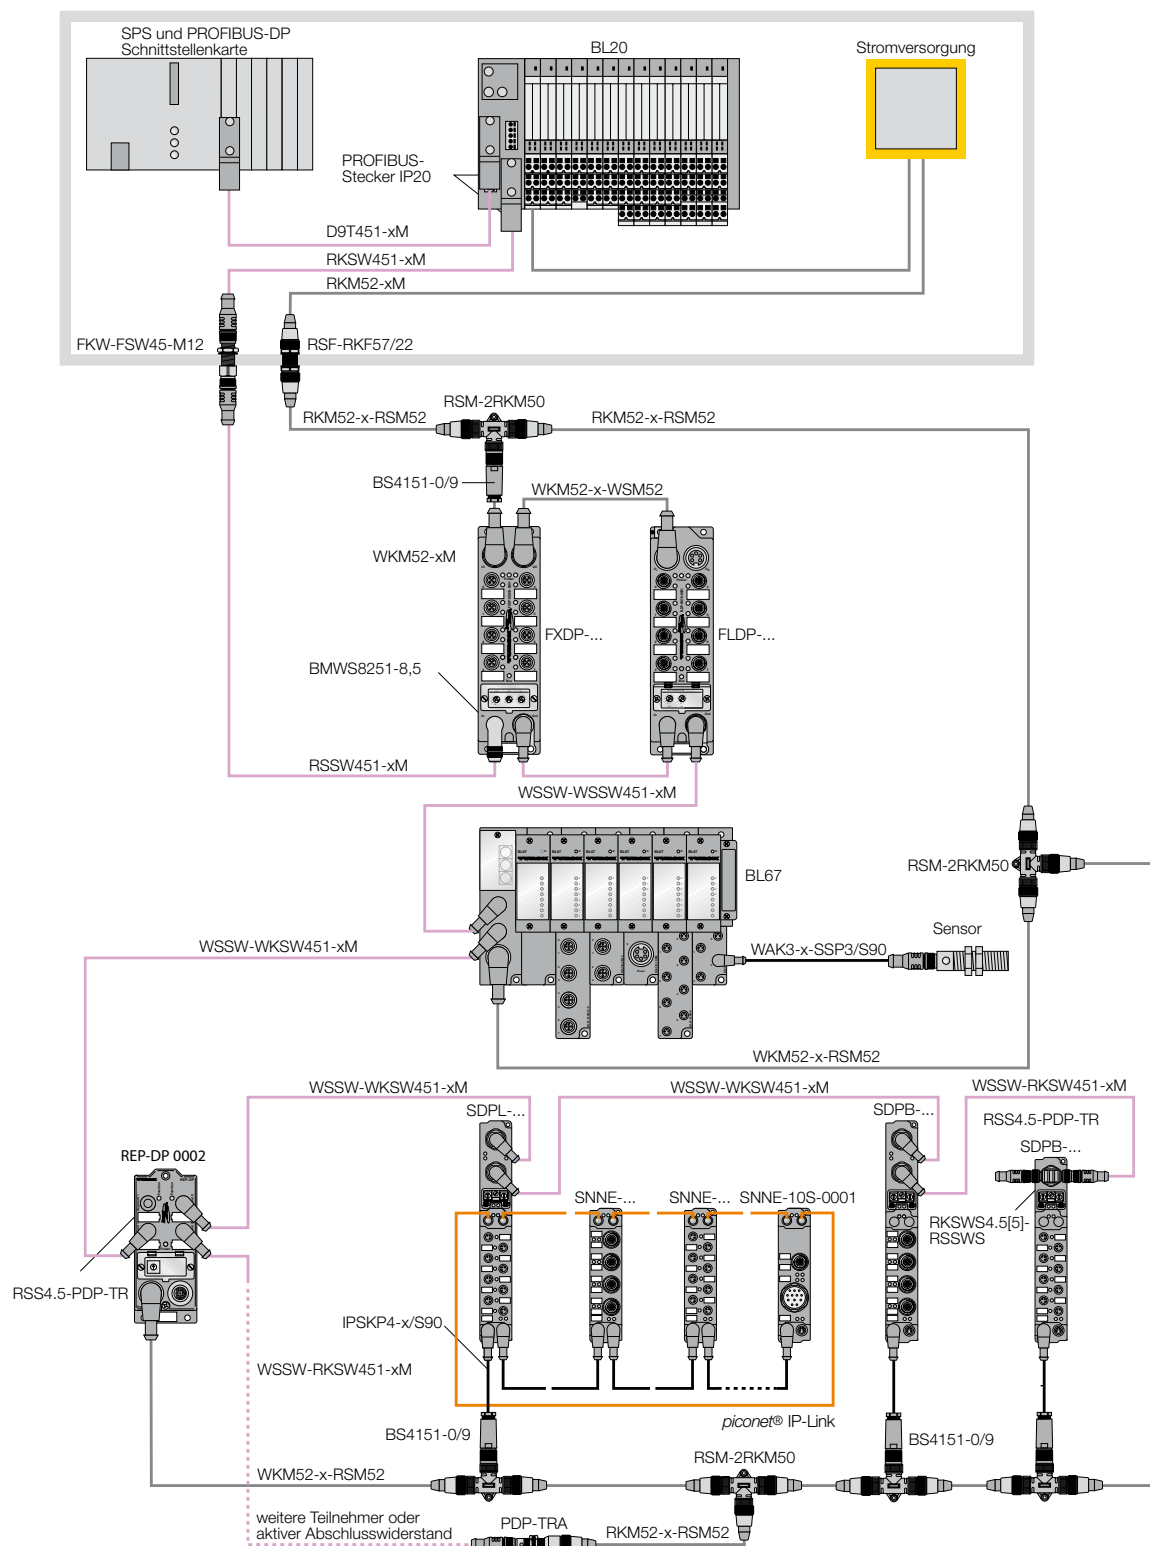 SPS und PROFIBUS-DP
Schnittstellenkarte
BL20
Stromversorgung
PROFIBUS-
Stecker IP20
D9T451-xM
RKSW451-xM
RKM52-xM
FKW-FSW45-M12
RSF-RKF57/22
RSM-2RKM50
RKM52-x-RSM52
RKM52-x-RSM52
BS4151-0/9
WKM52-x-WSM52
WKM52-xM
FXDP-...
FLDP-...
BMWS8251-8,5
RSSW451-xM
WSSW-WSSW451-xM
RSM-2RKM50
BL67
Sensor
WSSW-WKSW451-xM
WAK3-x-SSP3/S90
WKM52-x-RSM52
WSSW-WKSW451-xM
WSSW-WKSW451-xM
WSSW-RKSW451-xM
SDPL-...
SDPB-...
RSS4.5-PDP-TR
SDPB-...
REP-DP 0002
SNNE-...
SNNE-...
SNNE-10S-0001
RKSWS4.5[5]-
RSSWS
RSS4.5-PDP-TR
IPSKP4-x/S90
WSSW-RKSW451-xM
piconet® IP-Link
BS4151-0/9
BS4151-0/9
RSM-2RKM50
WKM52-x-RSM52
weitere Teilnehmer oder
aktiver Abschlusswiderstand
PDP-TRA
RKM52-x-RSM52